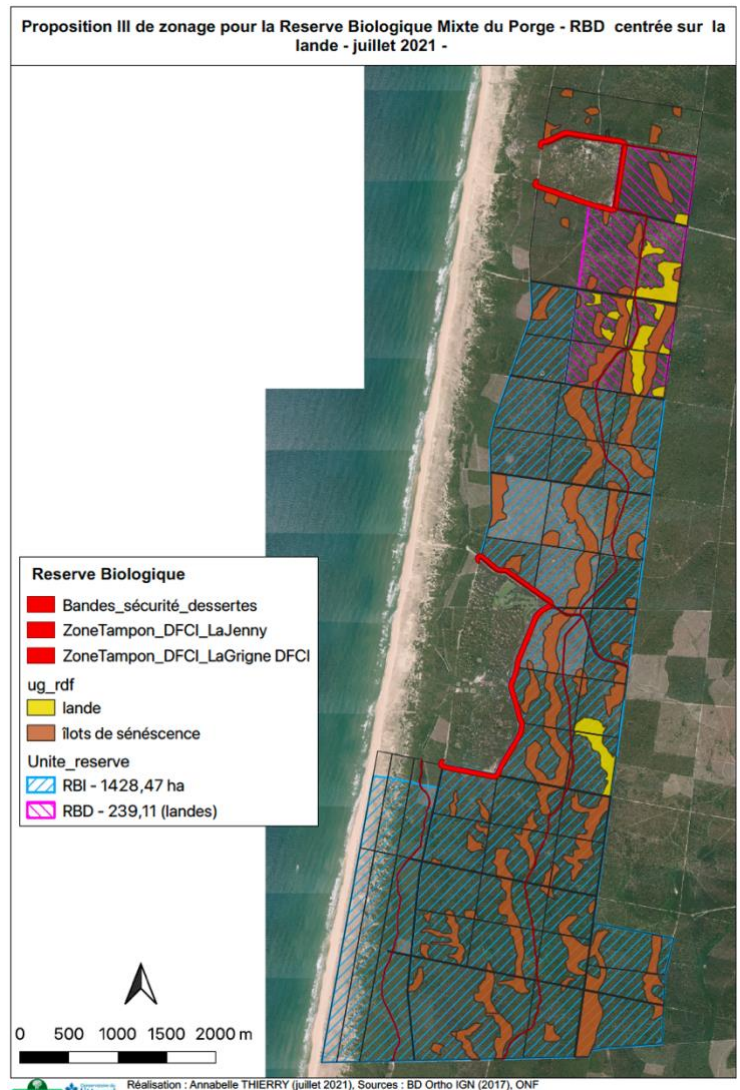 Proposition III de zonage pour la Reserve Biologique Mixte du Porge - RBD centrée sur la
lande - juillet 2021 -
Reserve Biologique
Bandes_sécurité_dessertes
ZoneTampon_DFCI_LaJenny
ZoneTampon_DFCI_LaGrigne DFCI
ug_rdf
lande
îlots de sénéscence
Unite_reserve
RBI - 1428,47 ha
RBD - 239,11 (landes)
0 500 1000 1500 2000 m
Réalisation : Annabelle THIERRY (juillet 2021), Sources : BD Ortho IGN (2017), ONF